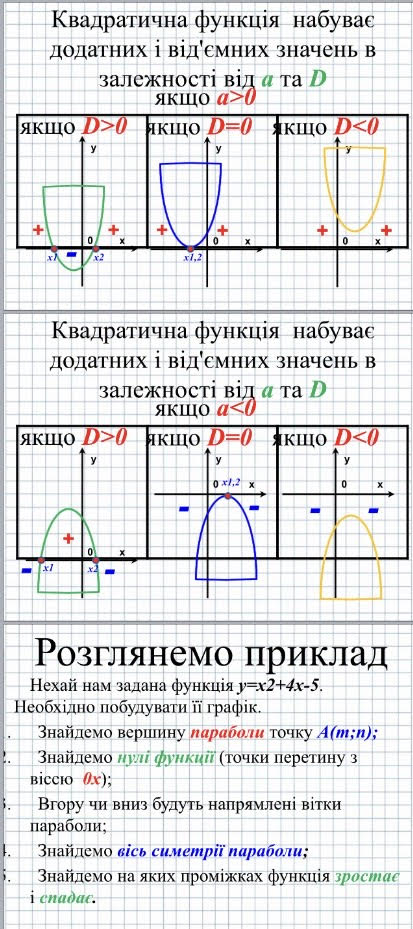 Квадратична функція набуває
додатних і від'ємних значень в
залежності від a та D
якщо a>0
якщо D>0 якщо D=0 якщо D<0
y y y
+ + + + + +
0 x 0 x 0 x
x1 - x2 x1,2
Квадратична функція набуває
додатних і від'ємних значень в
залежності від a та D
якщо a<0
якщо D>0 якщо D=0 якщо D<0
y y y
0 x1,2 x 0 x
- - - -
+
0 x
- x1 x2 -
Розглянемо приклад
Нехай нам задана функція y=x2+4x-5.
Необхідно побудувати її графік.
. Знайдемо вершину параболи точку A(m;n);
2. Знайдемо нулі функції (точки перетину з
віссю 0x);
3. Вгору чи вниз будуть напрямлені вітки
параболи;
4. Знайдемо вісь симетрії параболи;
5. Знайдемо на яких проміжках функція зростає
і спадає.